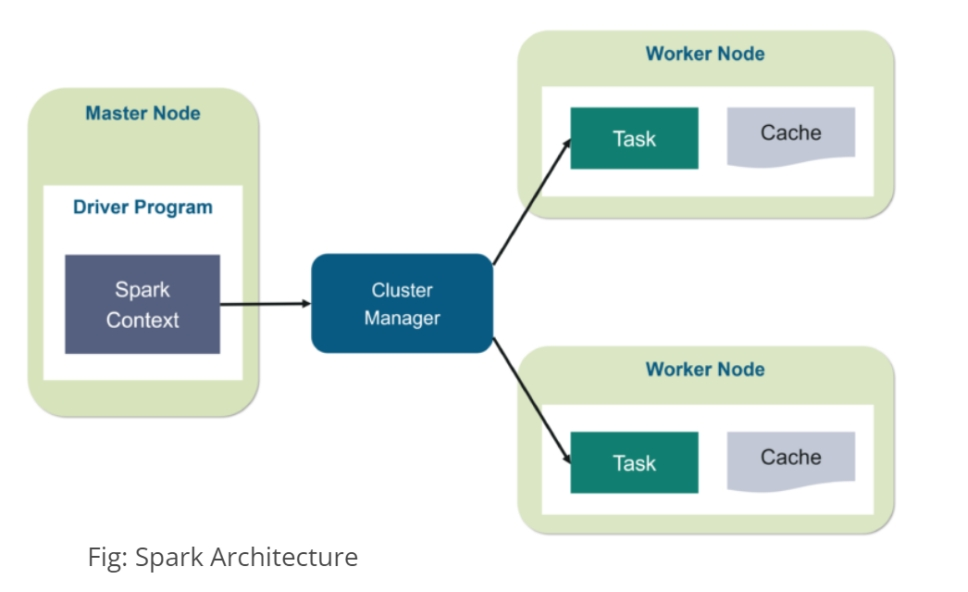 Master Node
Driver Program
Spark
Context
Cluster
Manager
Worker Node
Task
Cache
Worker Node
Task
Cache
Fig: Spark Architecture